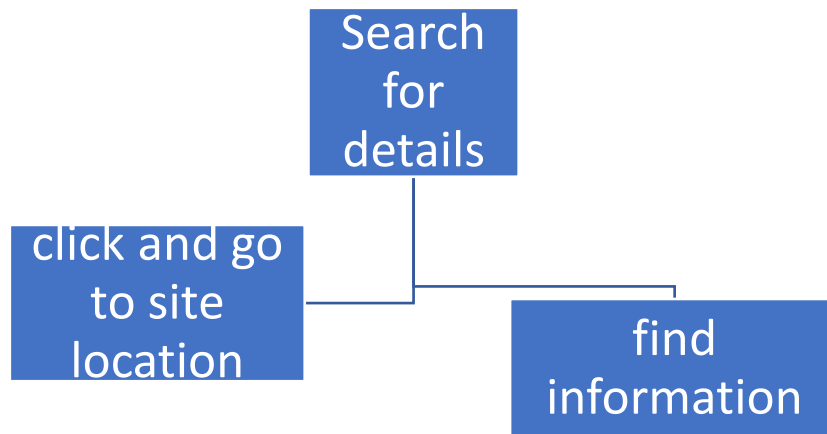 Search
for
details
click and go
to site
location
find
information